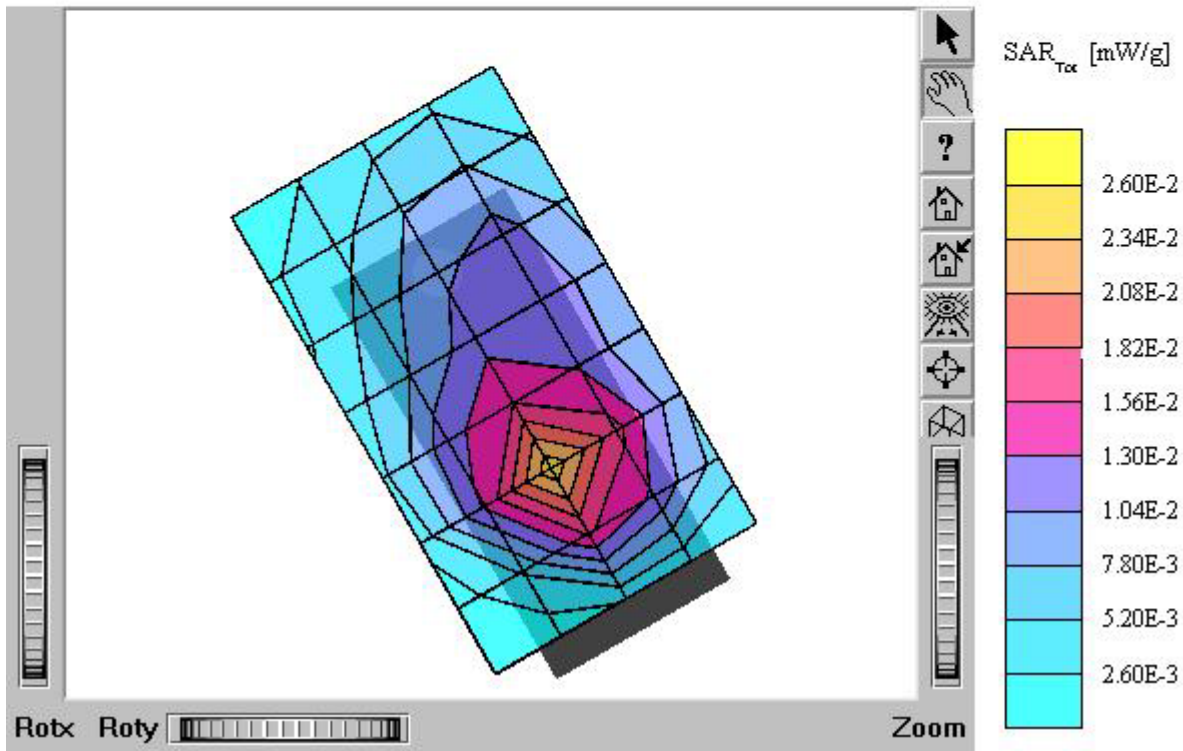 SAR_Tot [mW/g]
?
2.60E-2
2.34E-2
2.08E-2
1.82E-2
1.56E-2
1.30E-2
1.04E-2
7.80E-3
5.20E-3
2.60E-3
Rotx Roty Zoom